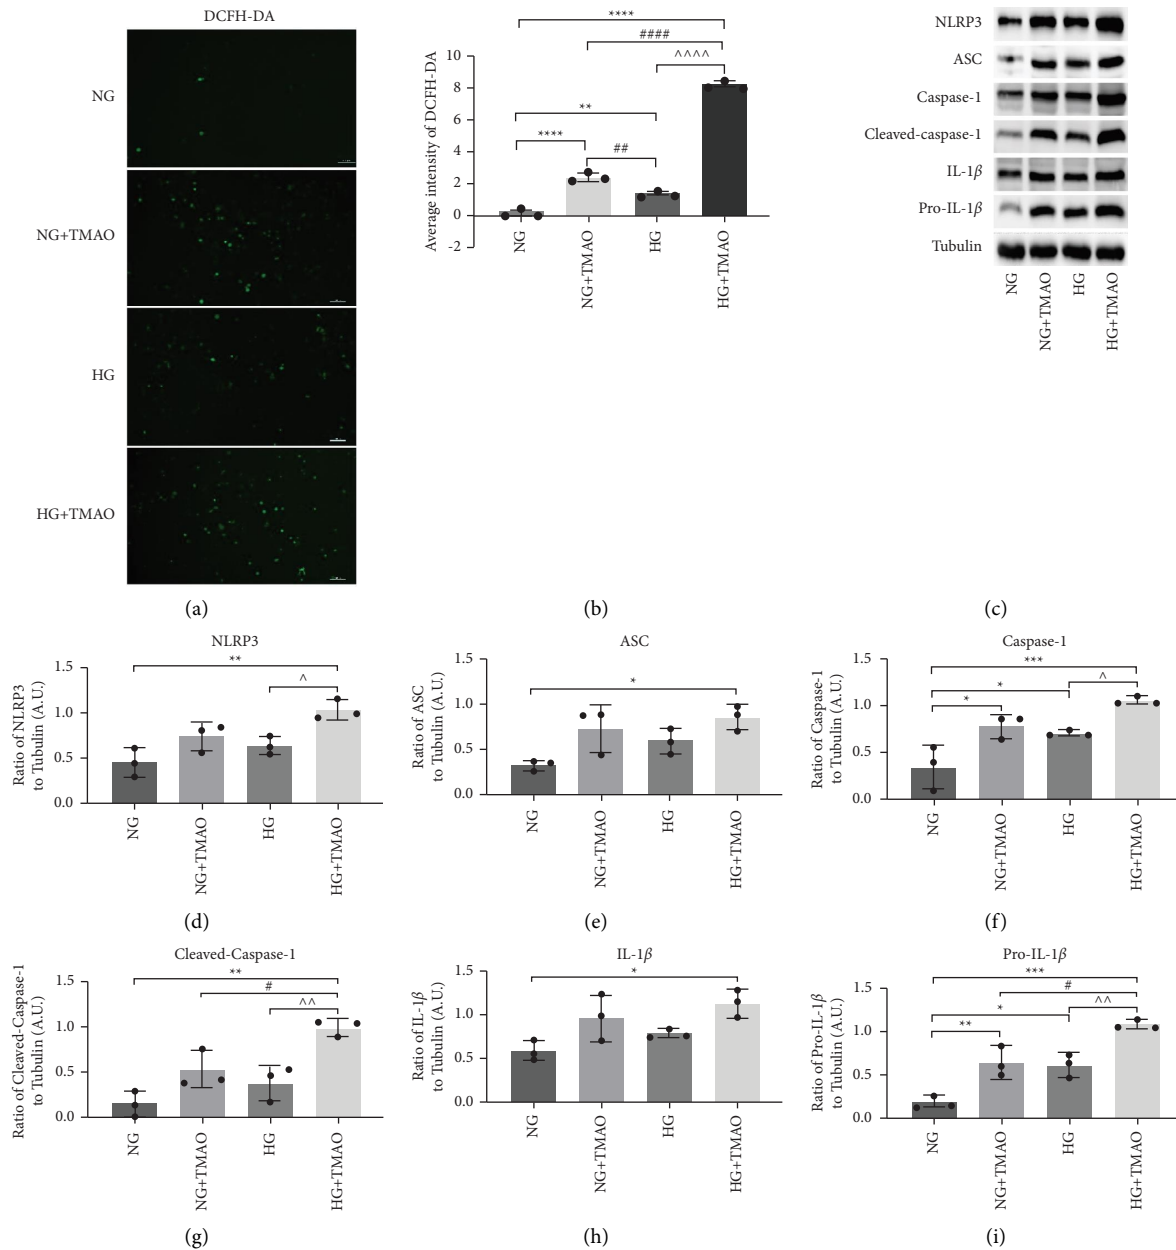 DCFH-DA
NG
NG+TMAO
HG
HG+TMAO
(a)
Average intensity of DCFH-DA
10
8
6
4
2
0
-2
****
####
^^^^
**
****
##
NG
NG+TMAO
HG
HG+TMAO
(b)
NLRP3
ASC
Caspase-1
Cleaved-caspase-1
IL-1β
Pro-IL-1β
Tubulin
NG
NG+TMAO
HG
HG+TMAO
(c)
NLRP3
Ratio of NLRP3
to Tubulin (A.U.)
1.5
1.0
0.5
0.0
**
^
NG
NG+TMAO
HG
HG+TMAO
(d)
ASC
Ratio of ASC
to Tubulin (A.U.)
1.5
1.0
0.5
0.0
*
NG
NG+TMAO
HG
HG+TMAO
(e)
Caspase-1
Ratio of Caspase-1
to Tubulin (A.U.)
1.5
1.0
0.5
0.0
***
*
^
*
NG
NG+TMAO
HG
HG+TMAO
(f)
Cleaved-Caspase-1
Ratio of Cleaved-Caspase-1
to Tubulin (A.U.)
1.5
1.0
0.5
0.0
**
#
^^
NG
NG+TMAO
HG
HG+TMAO
(g)
IL-1β
Ratio of IL-1β
to Tubulin (A.U.)
1.5
1.0
0.5
0.0
*
NG
NG+TMAO
HG
HG+TMAO
(h)
Pro-IL-1β
Ratio of Pro-IL-1β
to Tubulin (A.U.)
1.5
1.0
0.5
0.0
***
#
*
^^
**
NG
NG+TMAO
HG
HG+TMAO
(i)